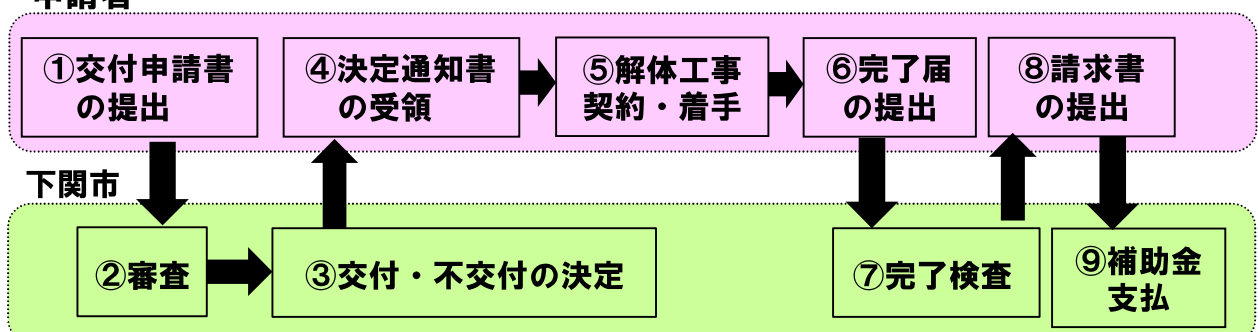 申請者
①交付申請書
の提出
④決定通知書
の受領
⑤解体工事
契約・着手
⑥完了届
の提出
⑧請求書
の提出
下関市
②審査
③交付・不交付の決定
⑦完了検査
⑨補助金
支払